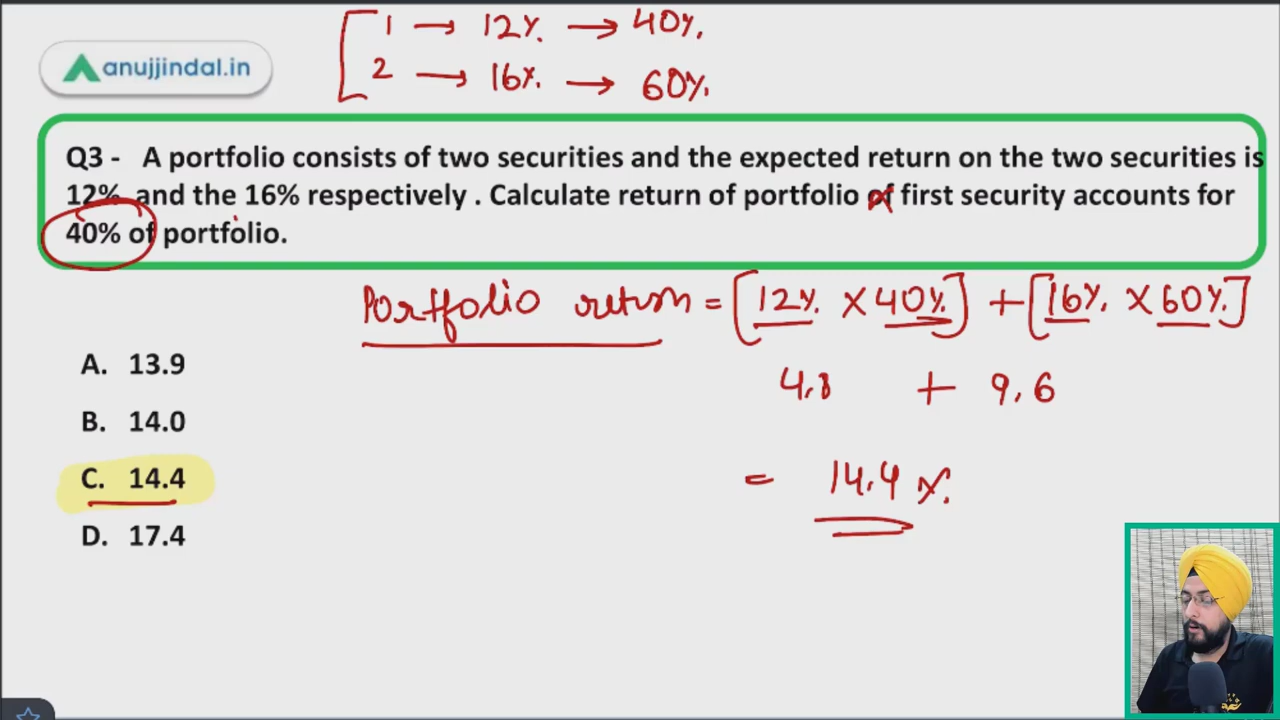 1 → 12% → 40%
2 → 16% → 60%
anujjindal.in
Q3 - A portfolio consists of two securities and the expected return on the two securities is
12% and the 16% respectively . Calculate return of portfolio of first security accounts for
40% of portfolio.
Portfolio return = [12% × 40%] + [16% × 60%]
4.8 + 9.6
= 14.4%
A. 13.9
B. 14.0
C. 14.4
D. 17.4